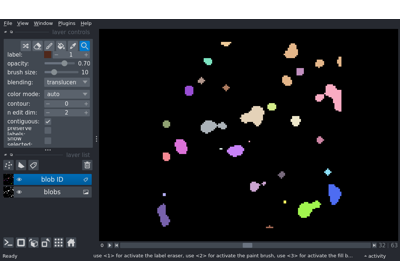 File View Plugins Window Help
layer controls
label: 1
opacity: 0.70
brush size: 10
blending: translucen
color mode: auto
contour: 0
n edit dim: 2
contiguous:
preserve
labels:
show
selected:
layer list
blob ID
blobs
32 63
Ready
use <1> for activate the label eraser, use <2> for activate the paint brush, use <3> for activate the fill b...
activity